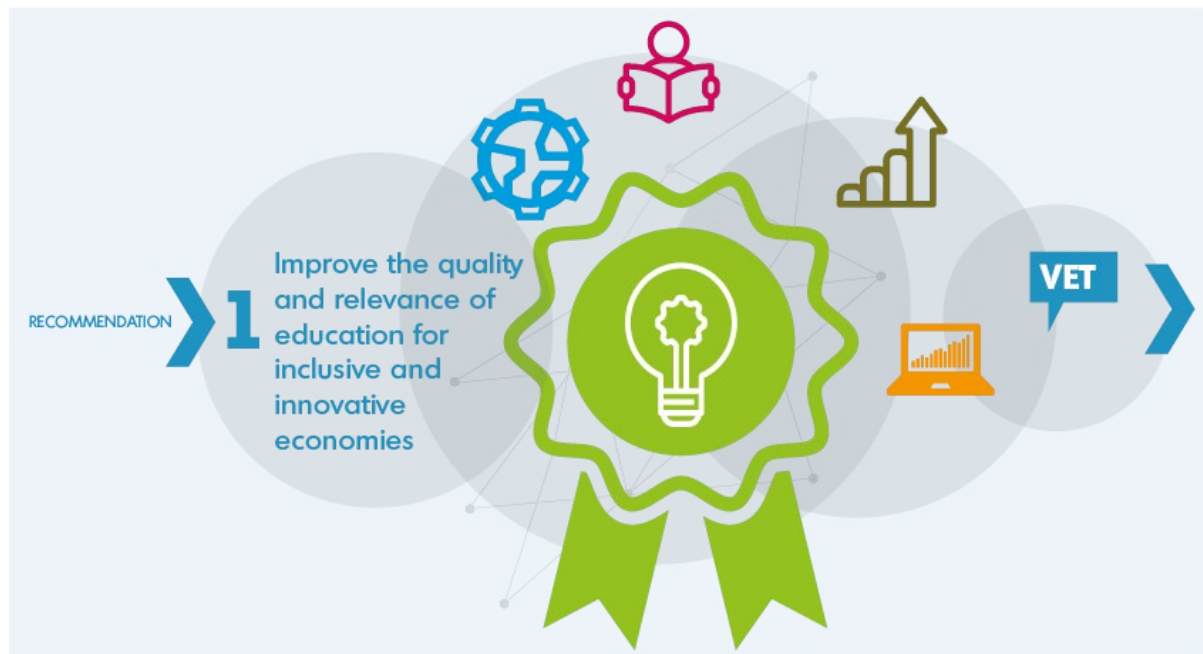 RECOMMENDATION
1
Improve the quality
and relevance of
education for
inclusive and
innovative
economies
VET